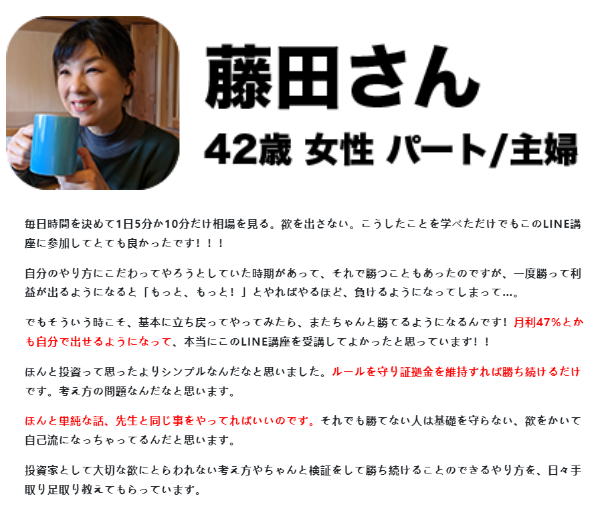 藤田さん
42歳 女性 パート/主婦
毎日時間を決めて1日5分か10分だけ相場を見る。欲を出さない。こうしたことを学べただけでもこのLINE講
座に参加してとても良かったです！！！
自分のやり方にこだわってやろうとしていた時期があって、それで勝つこともあったのですが、一度勝って利
益が出るようになると「もっと、もっと！」とやればやるほど、負けるようになってしまって...。
でもそういう時こそ、基本に立ち戻ってやってみたら、またちゃんと勝てるようになるんです！月利47%とか
も自分で出せるようになって、本当にこのLINE講座を受講してよかったと思っています！！
ほんと投資って思ったよりシンプルなんだなと思いました。ルールを守り証拠金を維持すれば勝ち続けるだけ
です。考え方の問題なんだなと思います。
ほんと単純な話、先生と同じ事をやってればいいのです。それでも勝てない人は基礎を守らない、欲をかいて
自己流になっちゃってるんだと思います。
投資家として大切な欲にとらわれない考え方やちゃんと検証をして勝ち続けることのできるやり方を、日々手
取り足取り教えてもらっています。